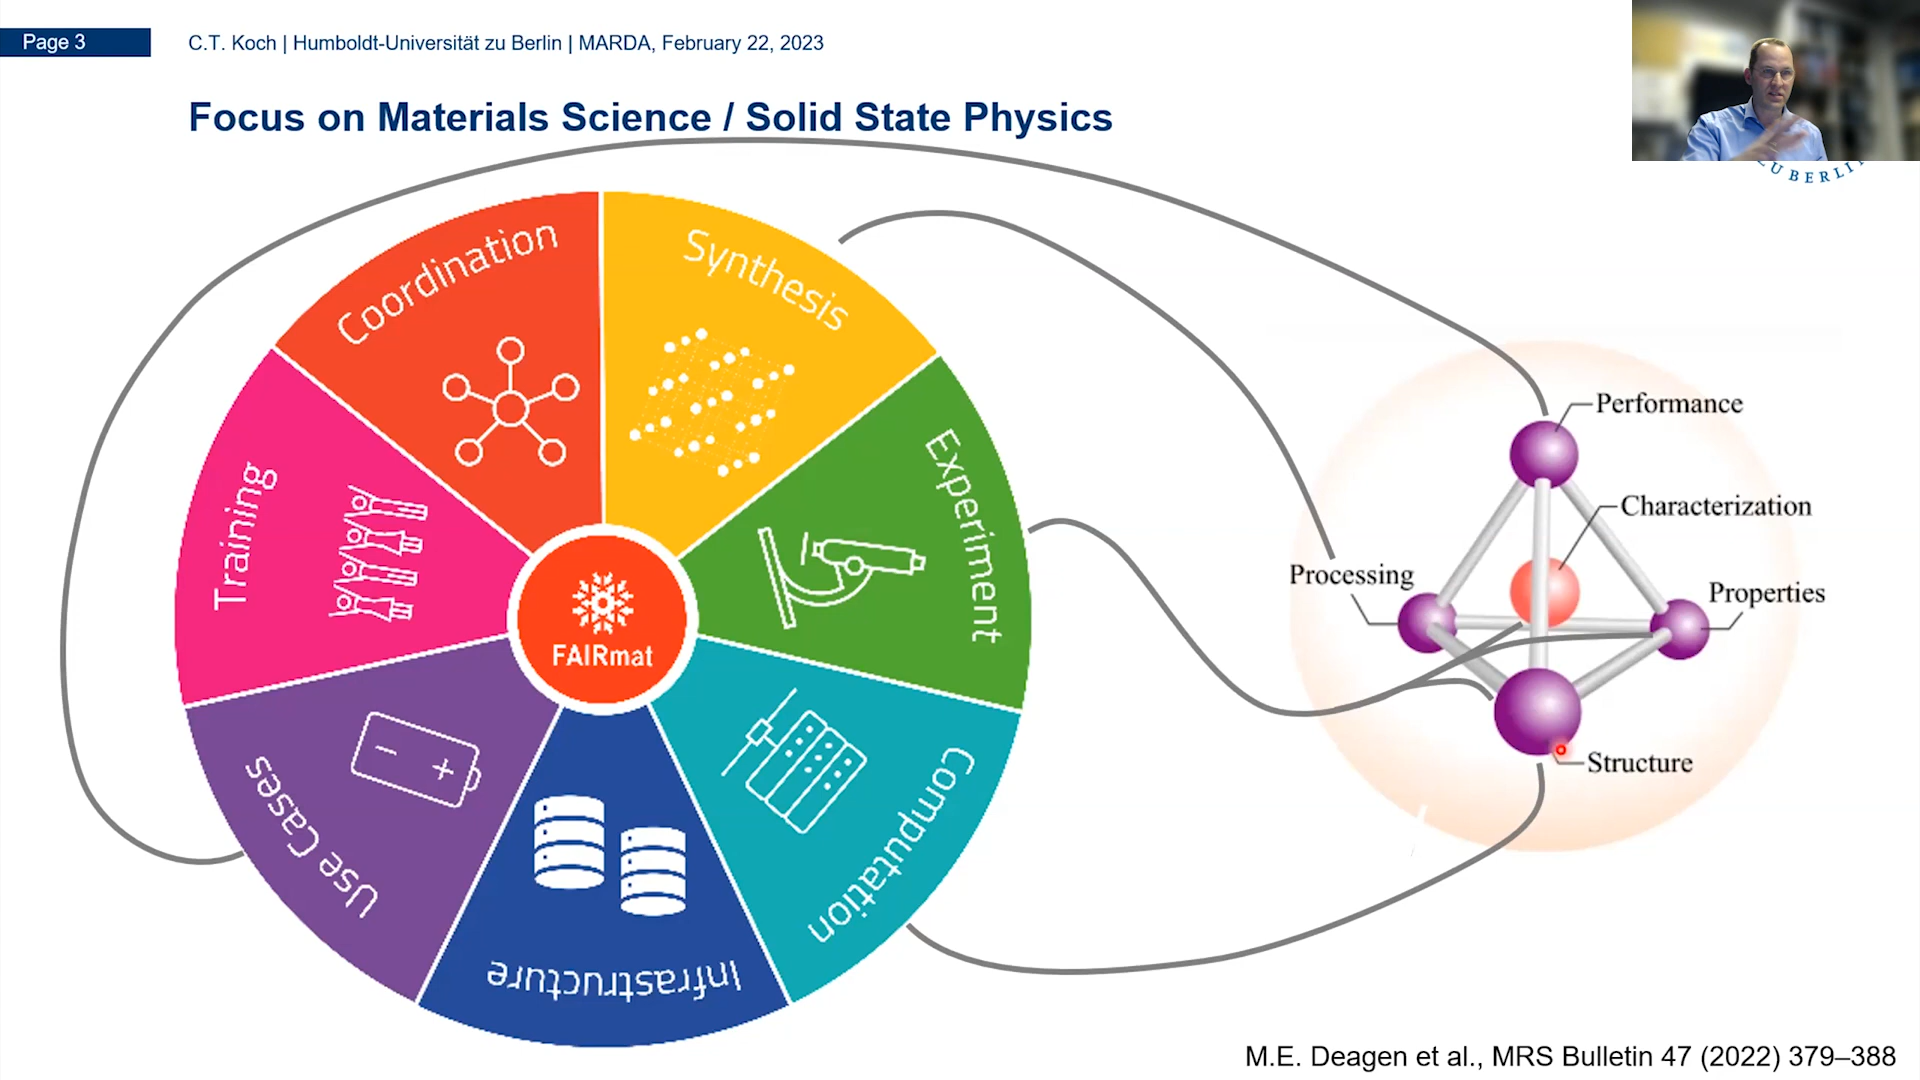 Page 3
C.T. Koch | Humboldt-Universität zu Berlin | MARDA, February 22, 2023
Focus on Materials Science / Solid State Physics
U BERLI
Coordination
Synthesis
Experiment
Computation
Infrastructure
Use Cases
Training
FAIRmat
Performance
Characterization
Processing
Properties
Structure
M.E. Deagen et al., MRS Bulletin 47 (2022) 379–388